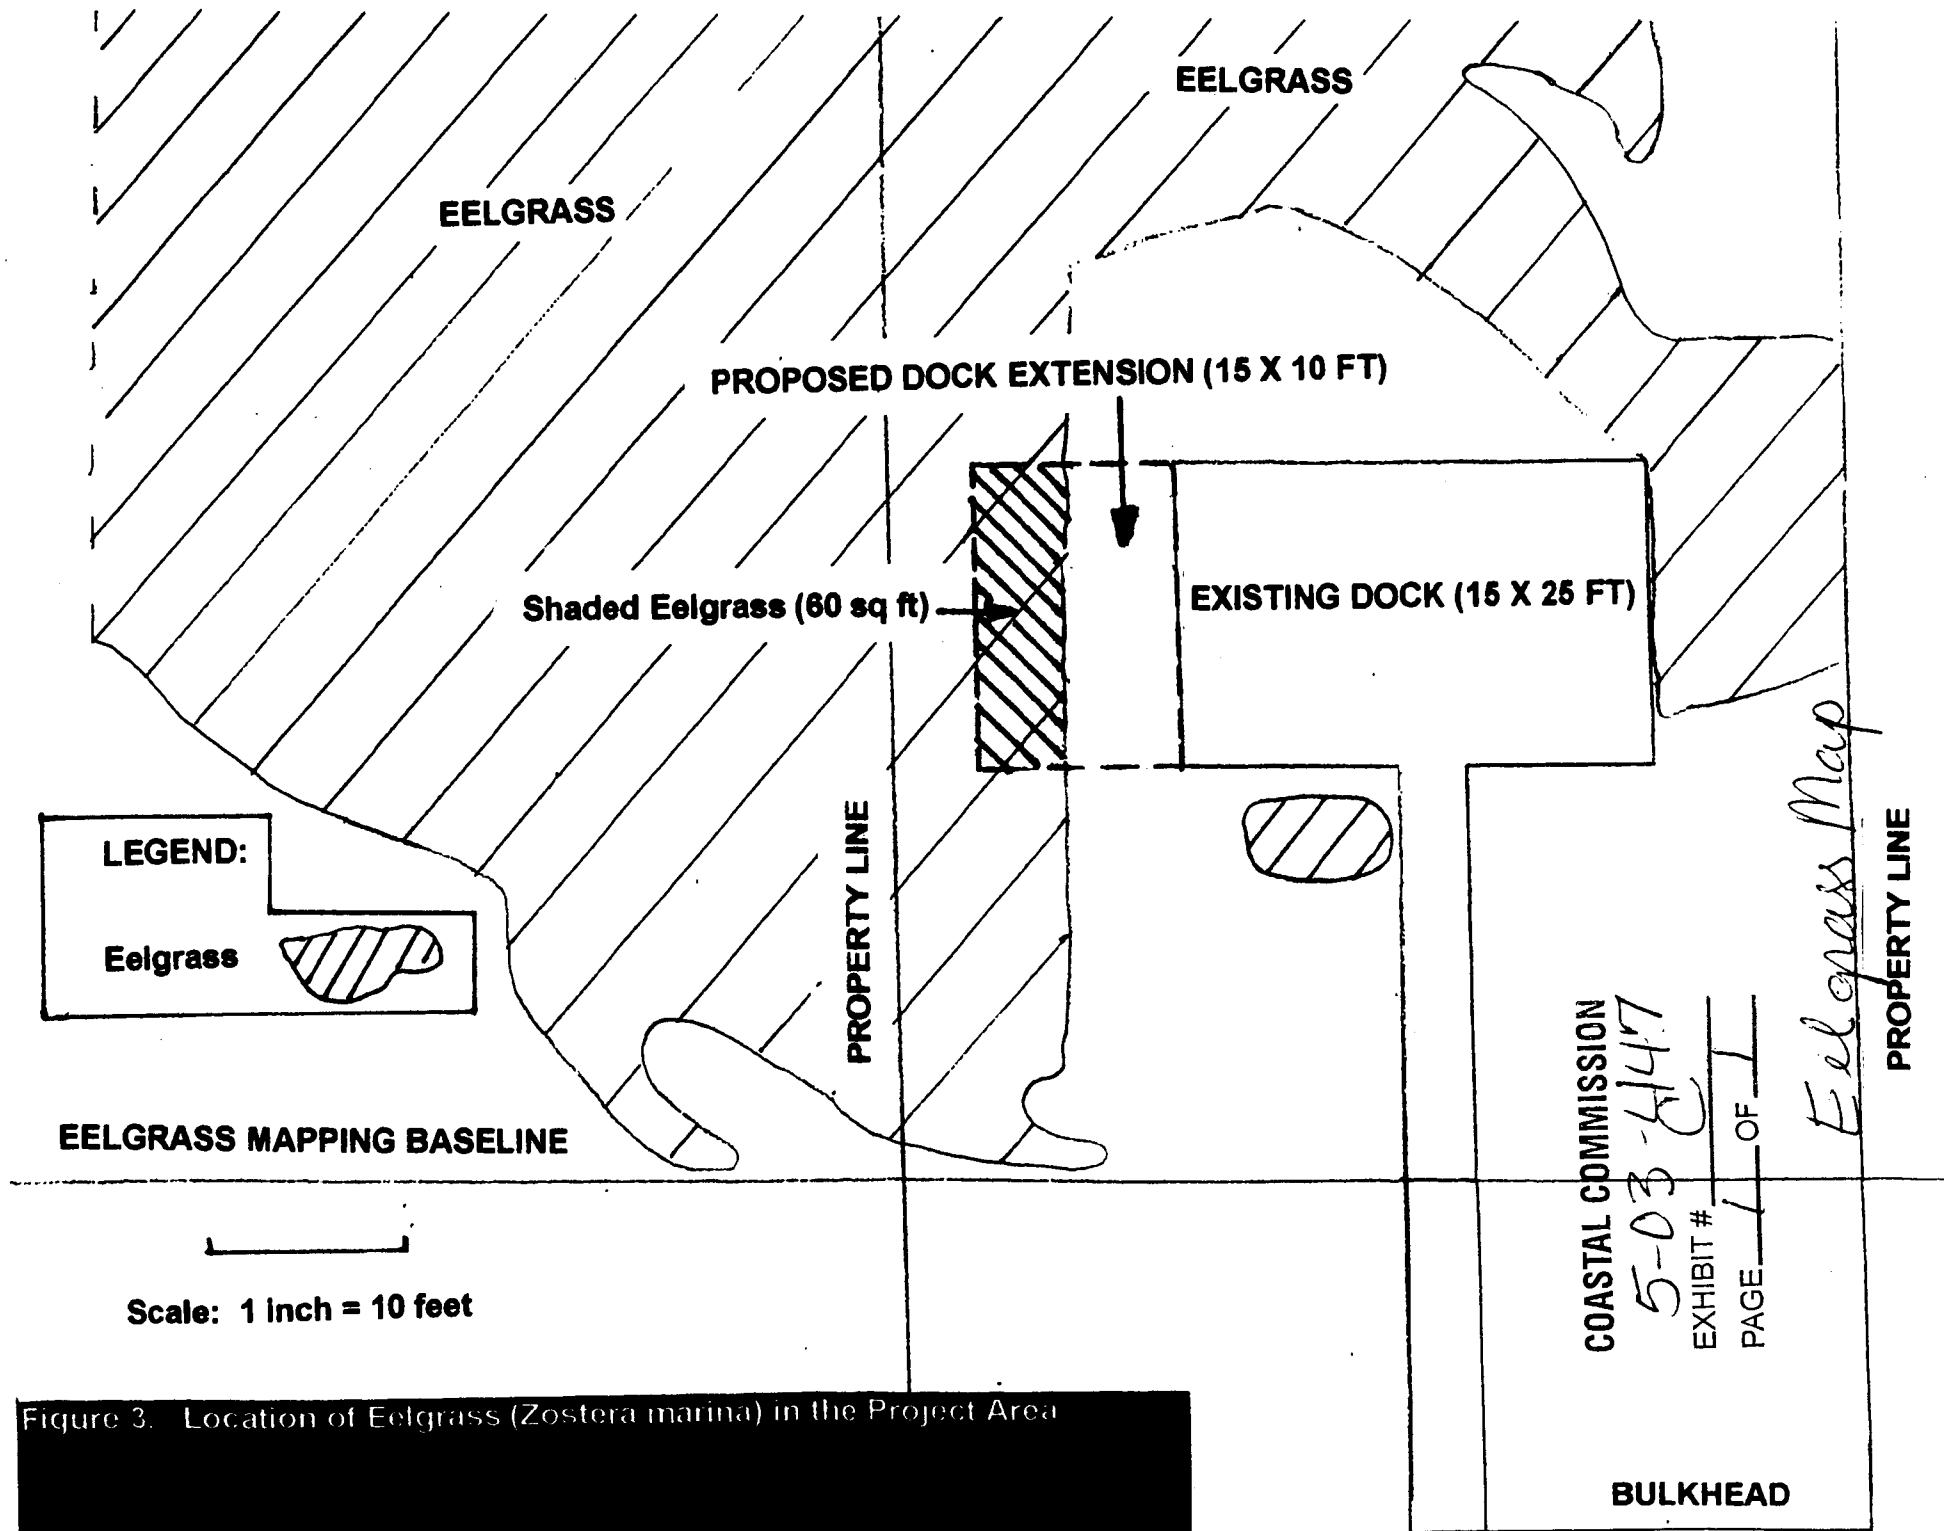 EELGRASS
EELGRASS
PROPOSED DOCK EXTENSION (15 X 10 FT)
Shaded Eelgrass (60 sq ft)
EXISTING DOCK (15 X 25 FT)
LEGEND:
Eelgrass
PROPERTY LINE
PROPERTY LINE
Eelgrass Map
EELGRASS MAPPING BASELINE
COASTAL COMMISSION
5-03-447
EXHIBIT # C
PAGE 1 OF 1
Scale: 1 inch = 10 feet
Figure 3. Location of Eelgrass (Zostera marina) in the Project Area
BULKHEAD